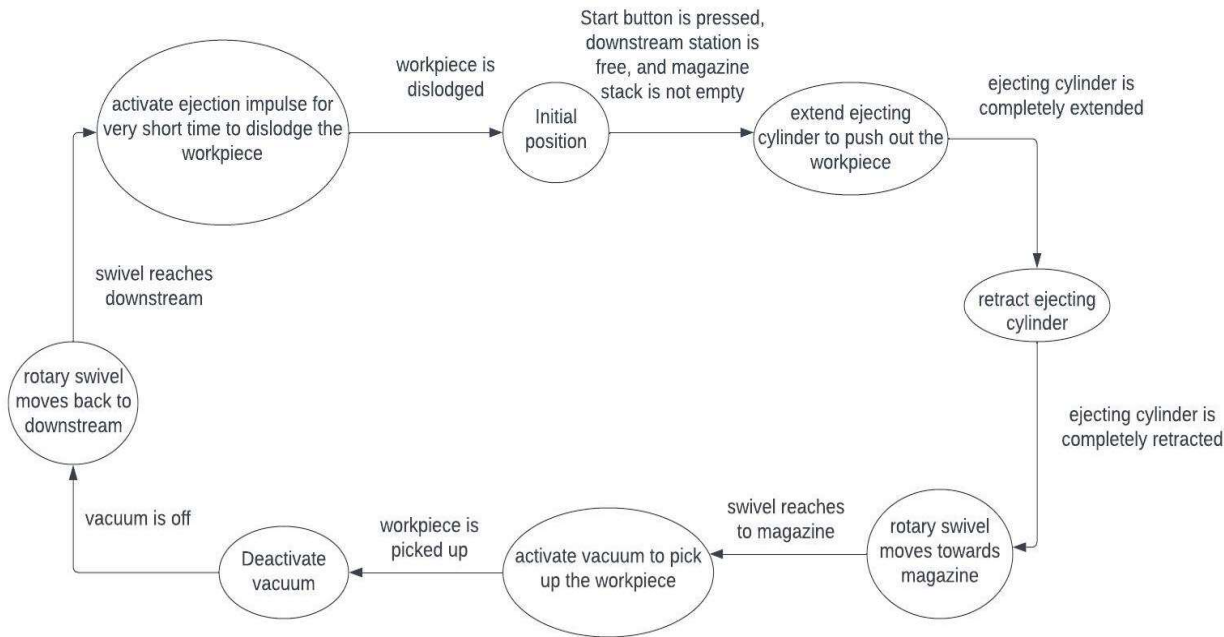 Start button is pressed,
downstream station is
free, and magazine
stack is not empty
workpiece is
dislodged
ejecting cylinder is
completely extended
activate ejection impulse for
very short time to dislodge the
workpiece
Initial
position
extend ejecting
cylinder to push out the
workpiece
swivel reaches
downstream
retract ejecting
cylinder
rotary swivel
moves back to
downstream
ejecting cylinder is
completely retracted
vacuum is off
Deactivate
vacuum
workpiece is
picked up
activate vacuum to pick
up the workpiece
swivel reaches
to magazine
rotary swivel
moves towards
magazine